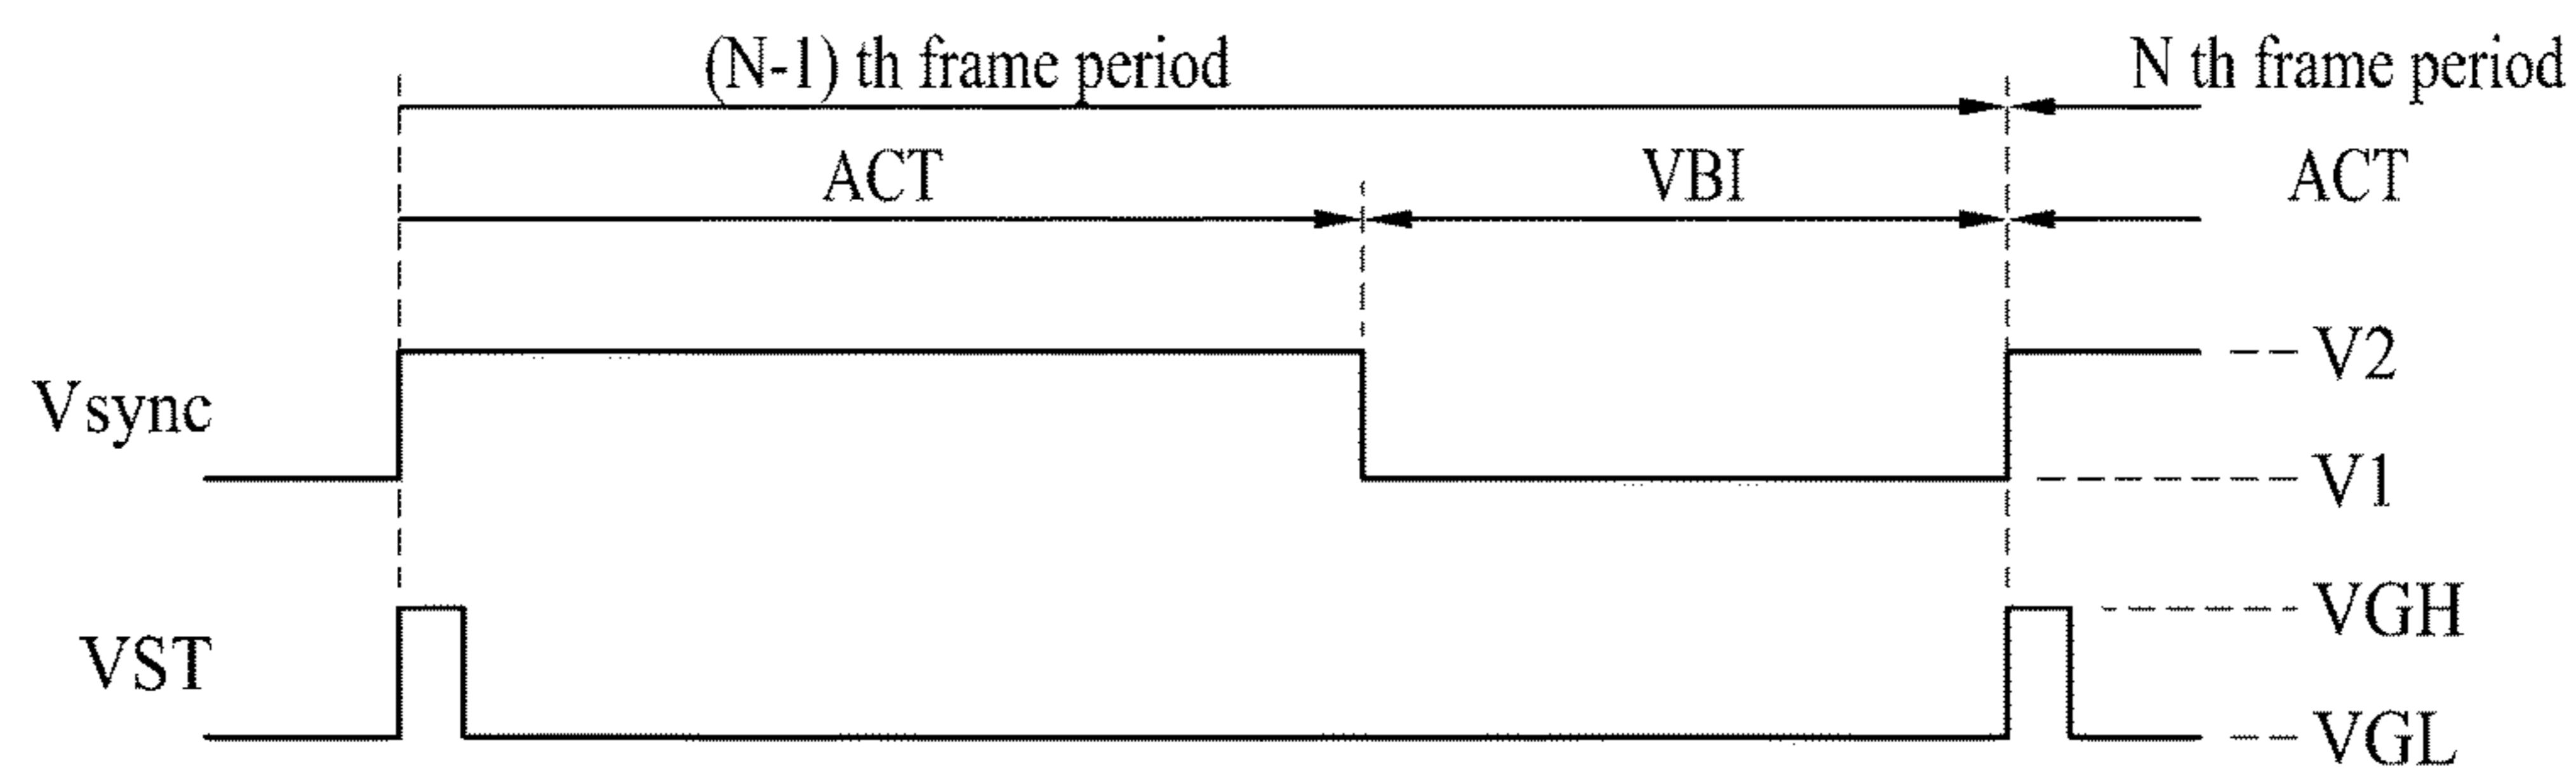 (N-1) th frame period N th frame period
ACT VBI ACT
V2
Vsync
V1
VGH
VST
VGL